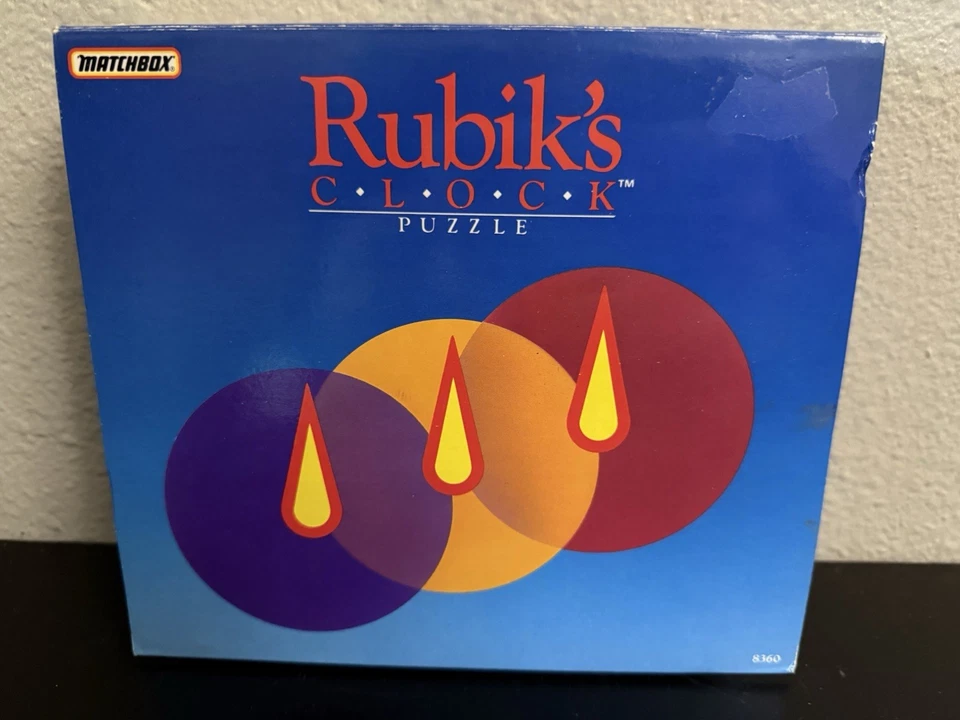 MATCHBOX
Rubik's
C·L·O·C·K™
PUZZLE
8360